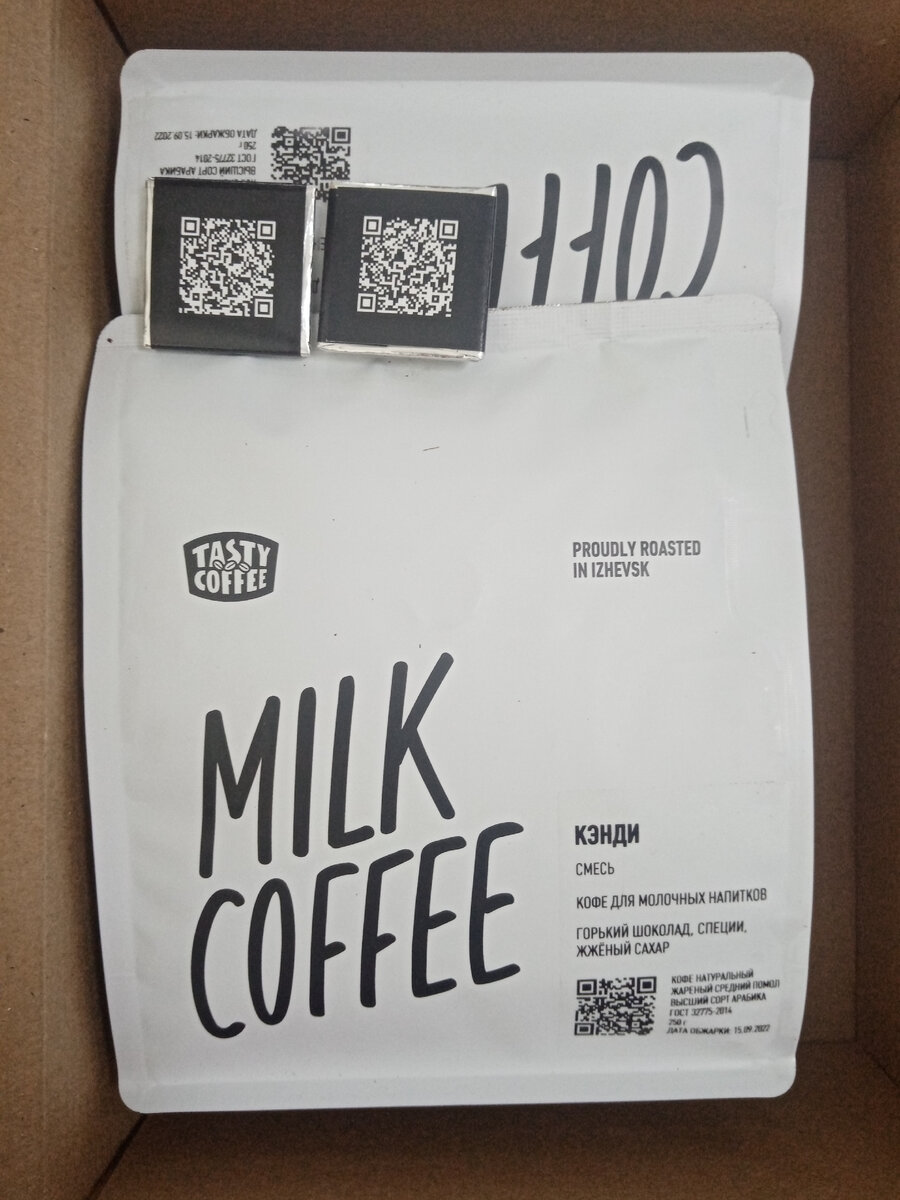 ДАТА ОБЖАРКИ: 15.09.2022
250 г
ГОСТ 32775-2014
ВЫСШИЙ СОРТ АРАБИКА
TASTY
COFFEE
PROUDLY ROASTED
IN IZHEVSK
MILK
COFFEE
КЭНДИ
СМЕСЬ
КОФЕ ДЛЯ МОЛОЧНЫХ НАПИТКОВ
ГОРЬКИЙ ШОКОЛАД, СПЕЦИИ,
ЖЖЁНЫЙ САХАР
КОФЕ НАТУРАЛЬНЫЙ
ЖАРЕНЫЙ СРЕДНИЙ ПОМОЛ
ВЫСШИЙ СОРТ АРАБИКА
ГОСТ 32775-2014
250 г
ДАТА ОБЖАРКИ: 15.09.2022